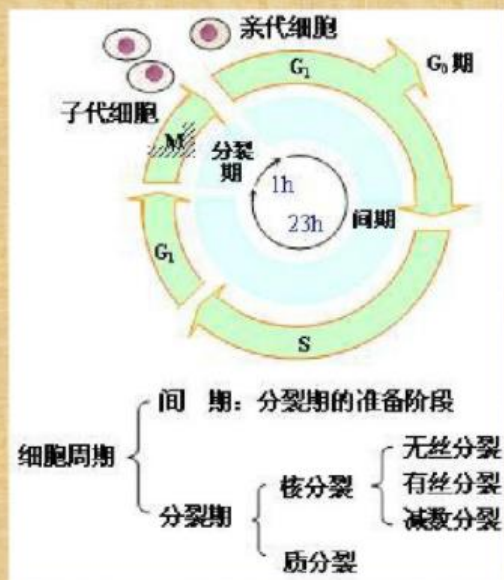 亲代细胞
G₁
G₀期
子代细胞
M
分裂期
1h
23h
间期
G₁
S
间 期：分裂期的准备阶段
细胞周期
无丝分裂
核分裂
有丝分裂
分裂期
减数分裂
质分裂